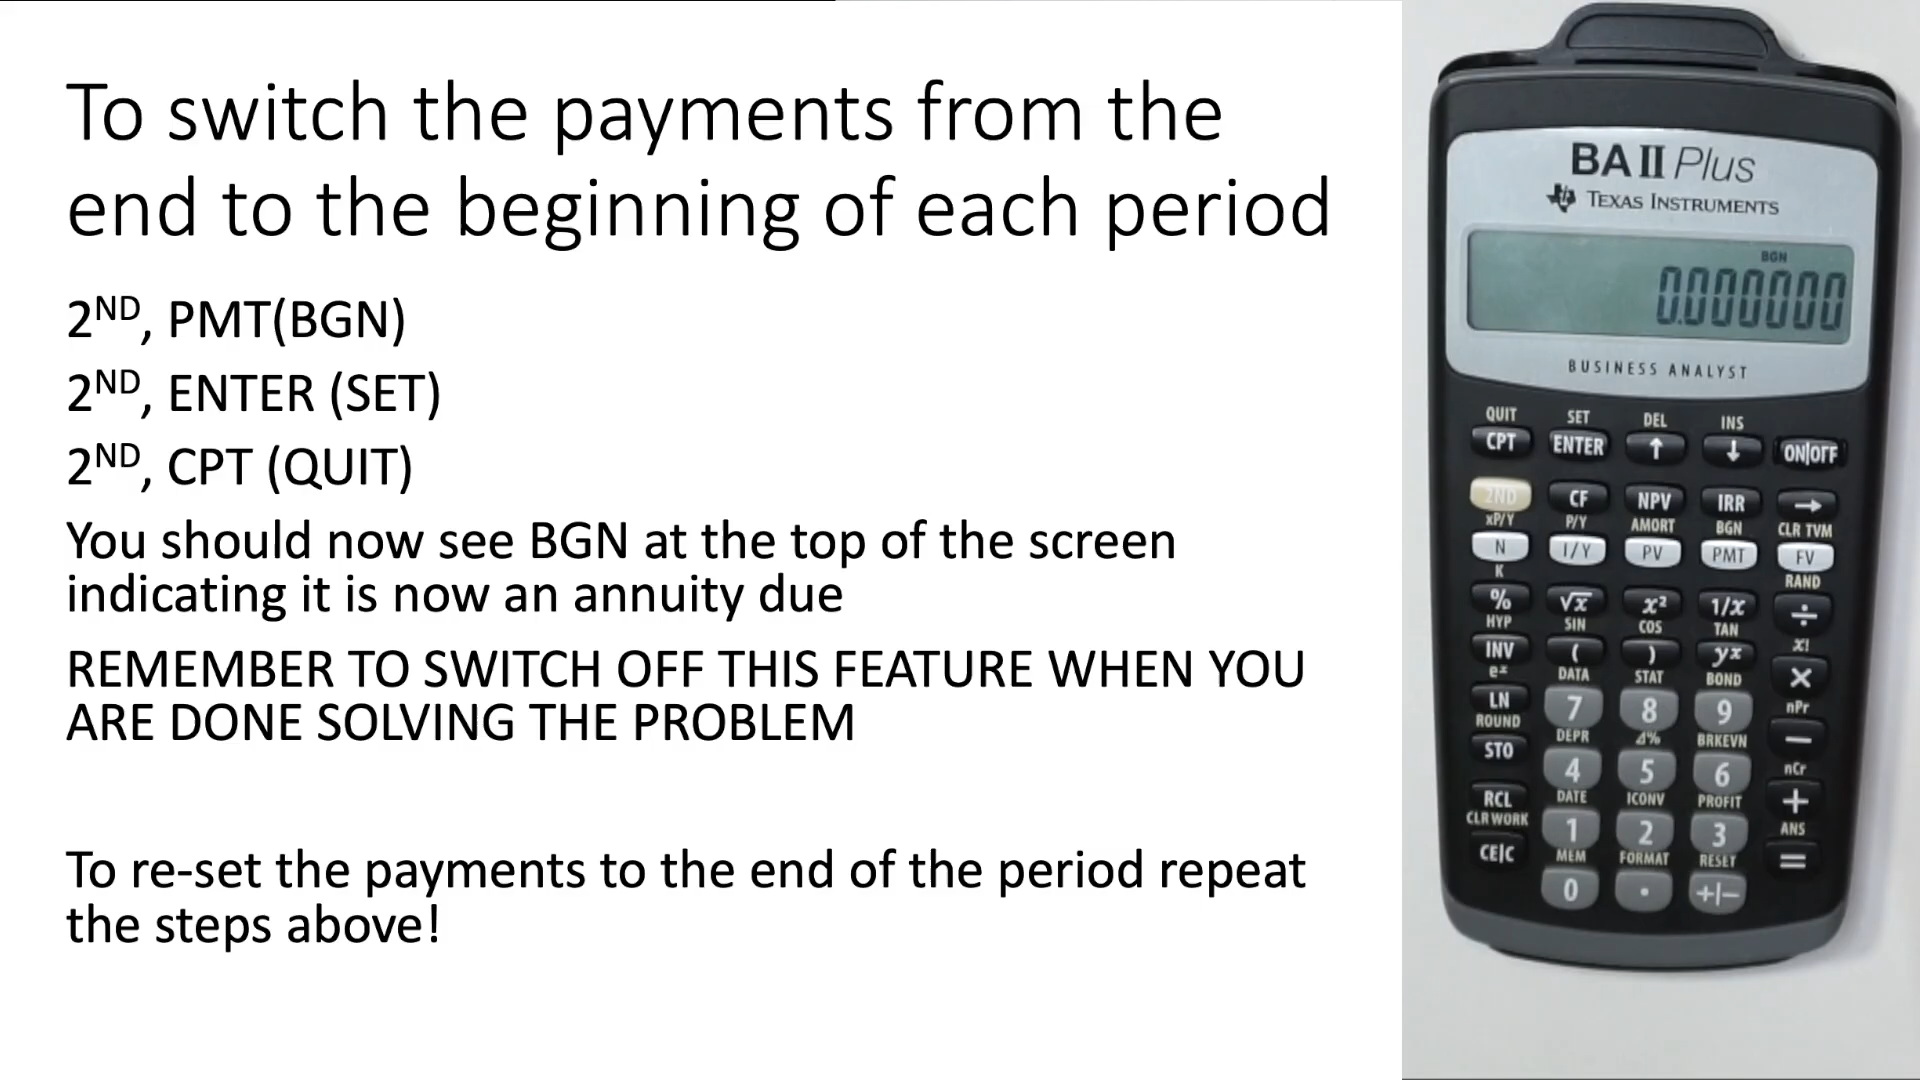 To switch the payments from the
end to the beginning of each period
2ND, PMT(BGN)
2ND, ENTER (SET)
2ND, CPT (QUIT)
You should now see BGN at the top of the screen
indicating it is now an annuity due
REMEMBER TO SWITCH OFF THIS FEATURE WHEN YOU
ARE DONE SOLVING THE PROBLEM
To re-set the payments to the end of the period repeat
the steps above!
BA II Plus
TEXAS INSTRUMENTS
BGN
0.0000000
BUSINESS ANALYST
QUIT SET DEL INS
CPT ENTER ↑ ↓ ON|OFF
2ND CF NPV IRR →
xP/Y P/Y AMORT BGN CLR TVM
N I/Y PV PMT FV
K RAND
% √x x² 1/x ÷
HYP SIN COS TAN x!
INV ( ) yˣ ×
eˣ DATA STAT BOND nPr
LN 7 8 9 −
ROUND DEPR Δ% BRKEVN nCr
STO 4 5 6 +
DATE ICONV PROFIT ANS
RCL 1 2 3 =
CLR WORK MEM FORMAT RESET
CE|C 0 . +|−